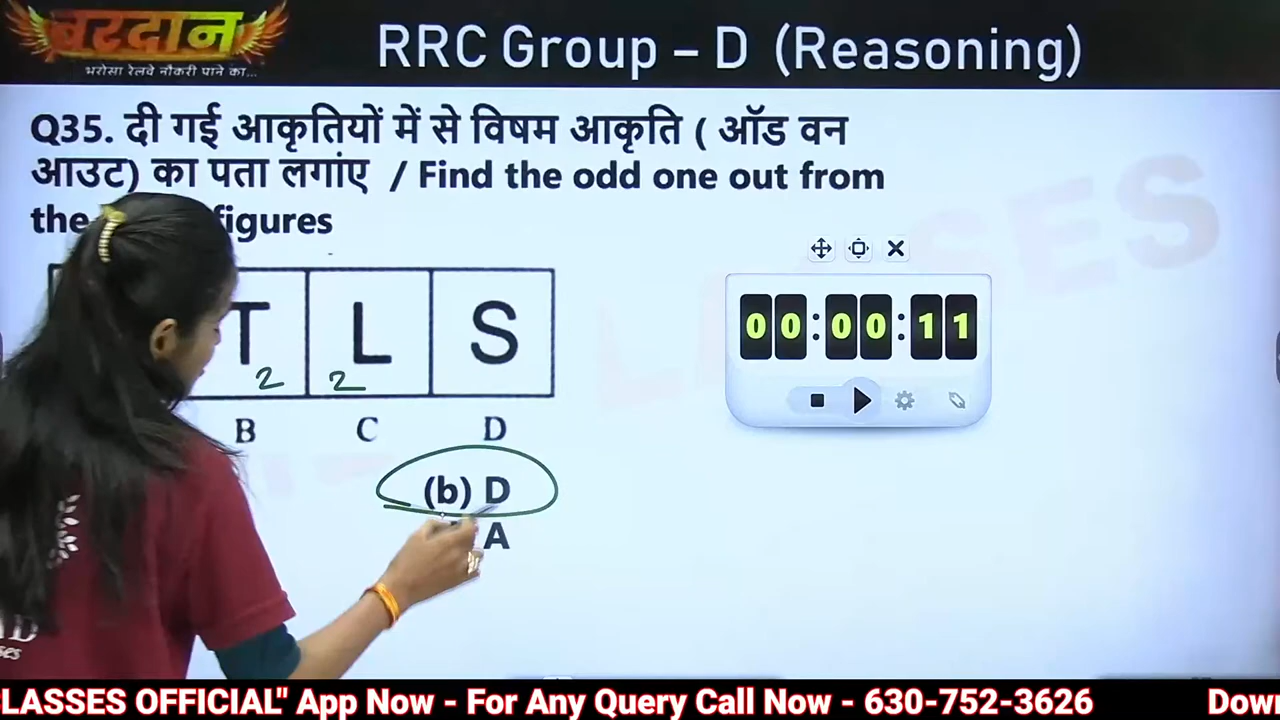 वरदान
भरोसा रेलवे नौकरी पाने का...
RRC Group – D (Reasoning)
Q35. दी गई आकृतियों में से विषम आकृति ( ऑड वन
आउट) का पता लगाएं / Find the odd one out from
the figures
T L S
2 2
B C D
(b) D
A
00:00:11
LASSES OFFICIAL" App Now - For Any Query Call Now - 630-752-3626 Down